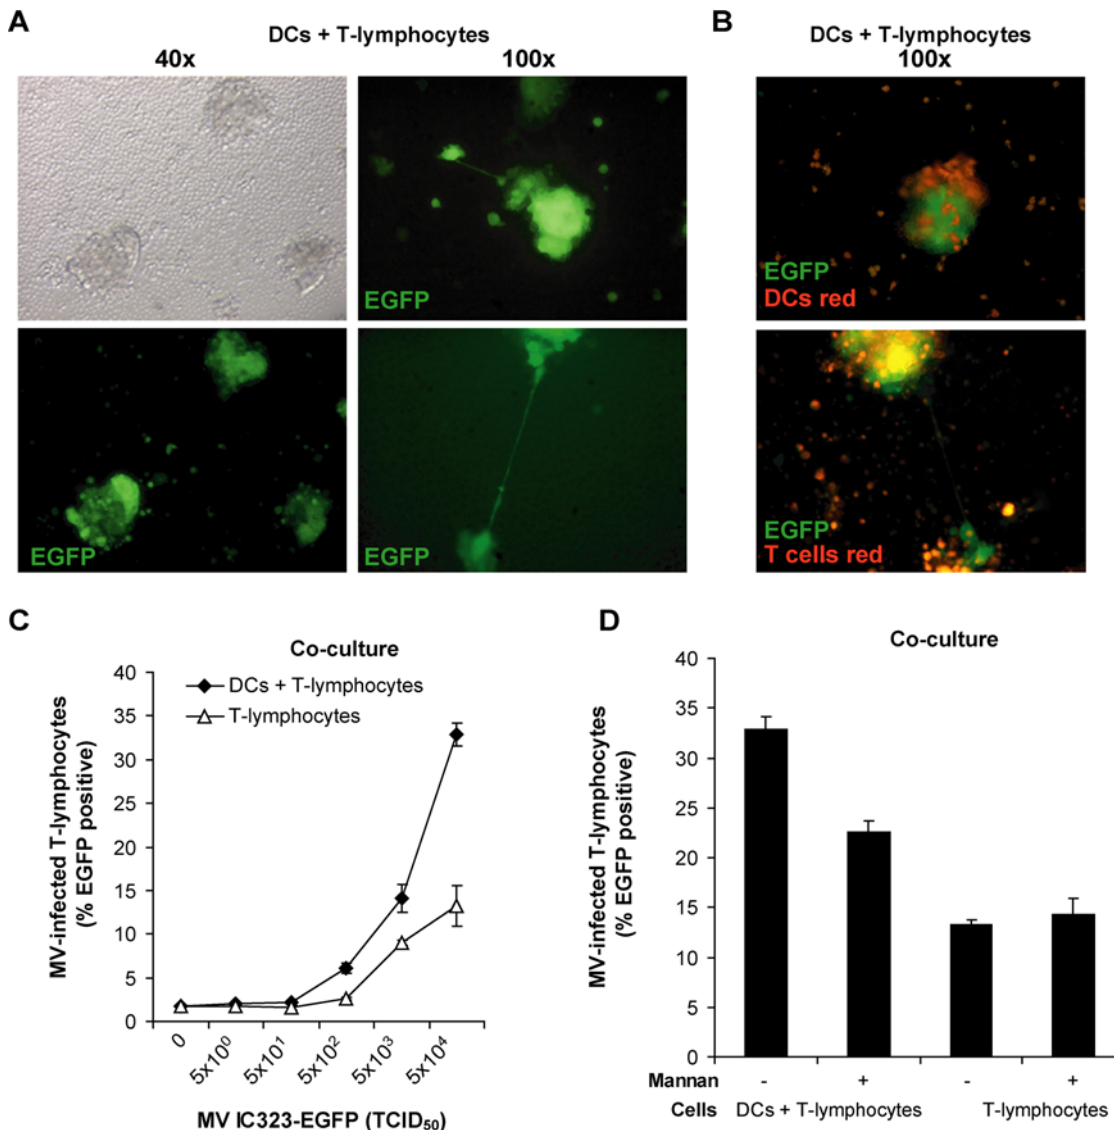 A
DCs + T-lymphocytes
40x
100x
EGFP
EGFP
EGFP
B
DCs + T-lymphocytes
100x
EGFP
DCs red
EGFP
T cells red
C
Co-culture
DCs + T-lymphocytes
T-lymphocytes
MV-infected T-lymphocytes
(% EGFP positive)
40
35
30
25
20
15
10
5
0
0
5x10⁰
5x10¹
5x10²
5x10³
5x10⁴
MV IC323-EGFP (TCID₅₀)
D
Co-culture
MV-infected T-lymphocytes
(% EGFP positive)
40
35
30
25
20
15
10
5
0
Mannan - + - +
Cells DCs + T-lymphocytes T-lymphocytes